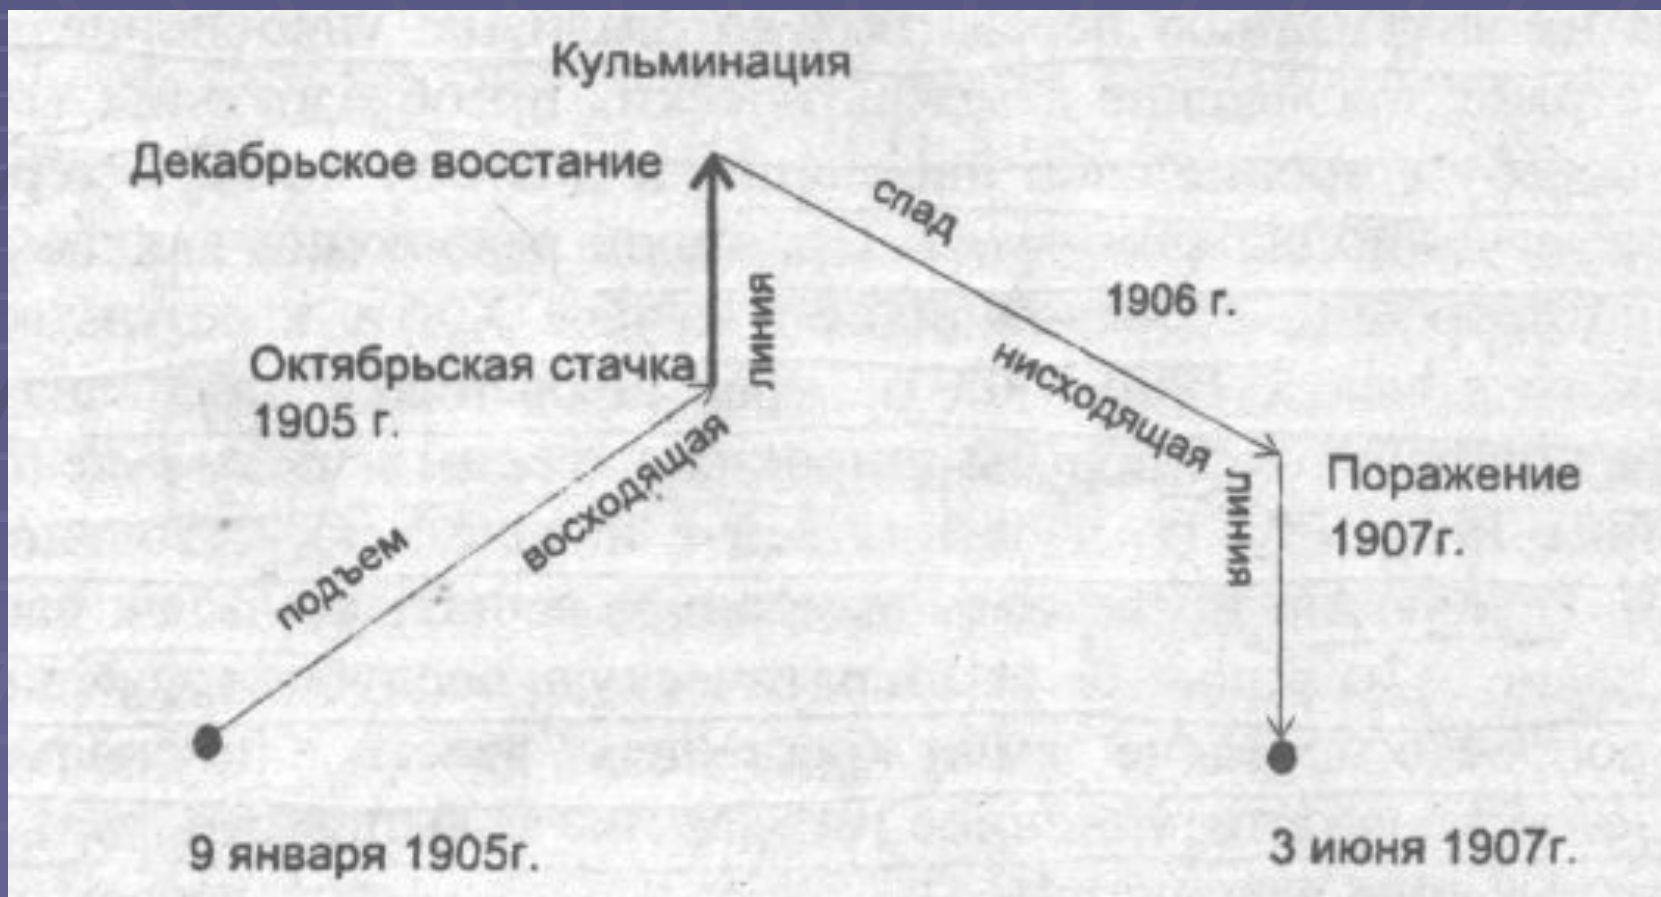 Кульминация
Декабрьское восстание
спад
линия
1906 г.
Октябрьская стачка
1905 г.
нисходящая
восходящая
линия
Поражение
1907г.
подъем
9 января 1905г.
3 июня 1907г.